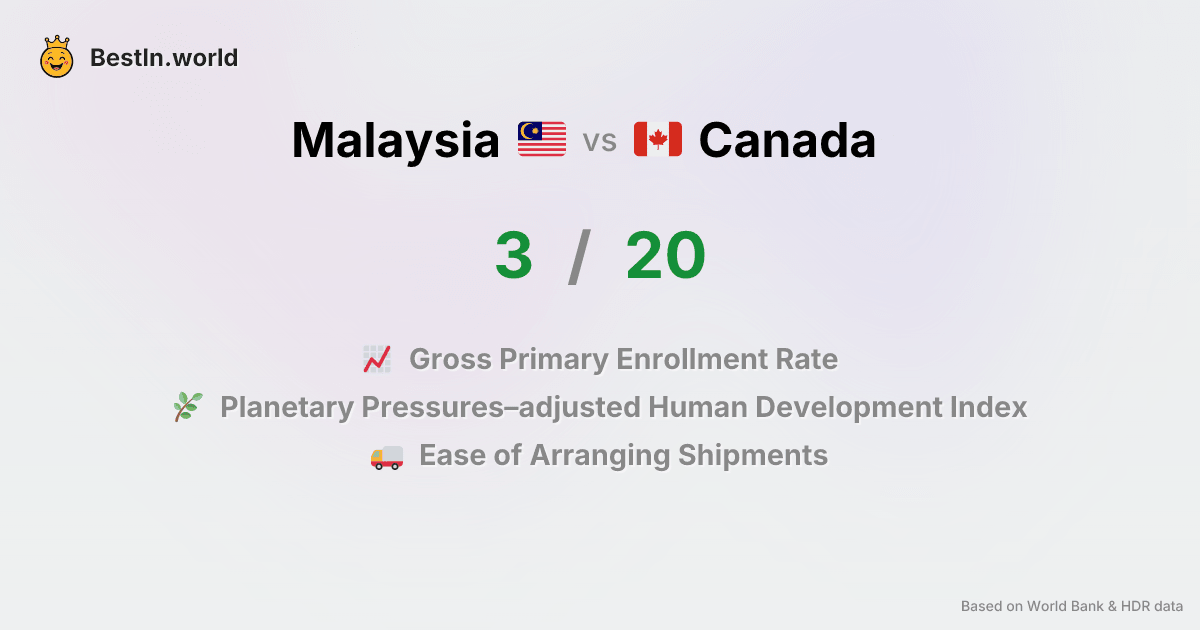 BestIn.world
Malaysia vs Canada
3 / 20
Gross Primary Enrollment Rate
Planetary Pressures–adjusted Human Development Index
Ease of Arranging Shipments
Based on World Bank & HDR data